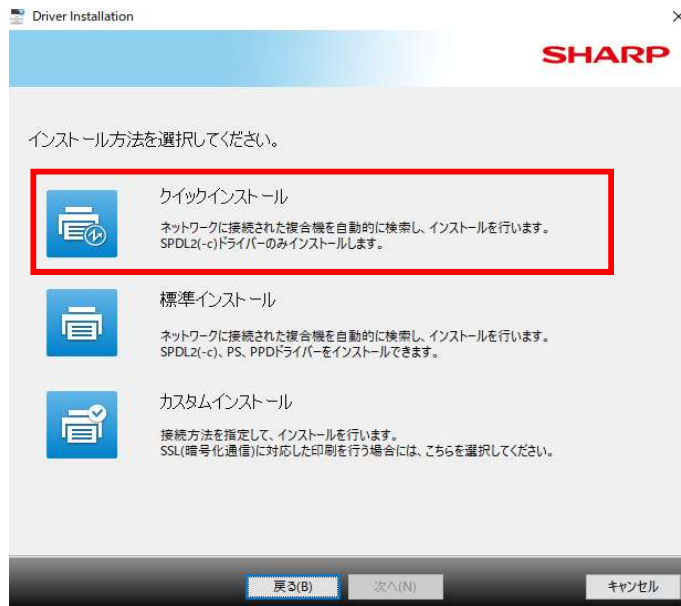 Driver Installation
SHARP
インストール方法を選択してください。
クイックインストール
ネットワークに接続された複合機を自動的に検索し、インストールを行います。
SPDL2(-c)ドライバーのみインストールします。
標準インストール
ネットワークに接続された複合機を自動的に検索し、インストールを行います。
SPDL2(-c)、PS、PPDドライバーをインストールできます。
カスタムインストール
接続方法を指定して、インストールを行います。
SSL(暗号化通信)に対応した印刷を行う場合には、こちらを選択してください。
戻る(B) 次へ(N) キャンセル